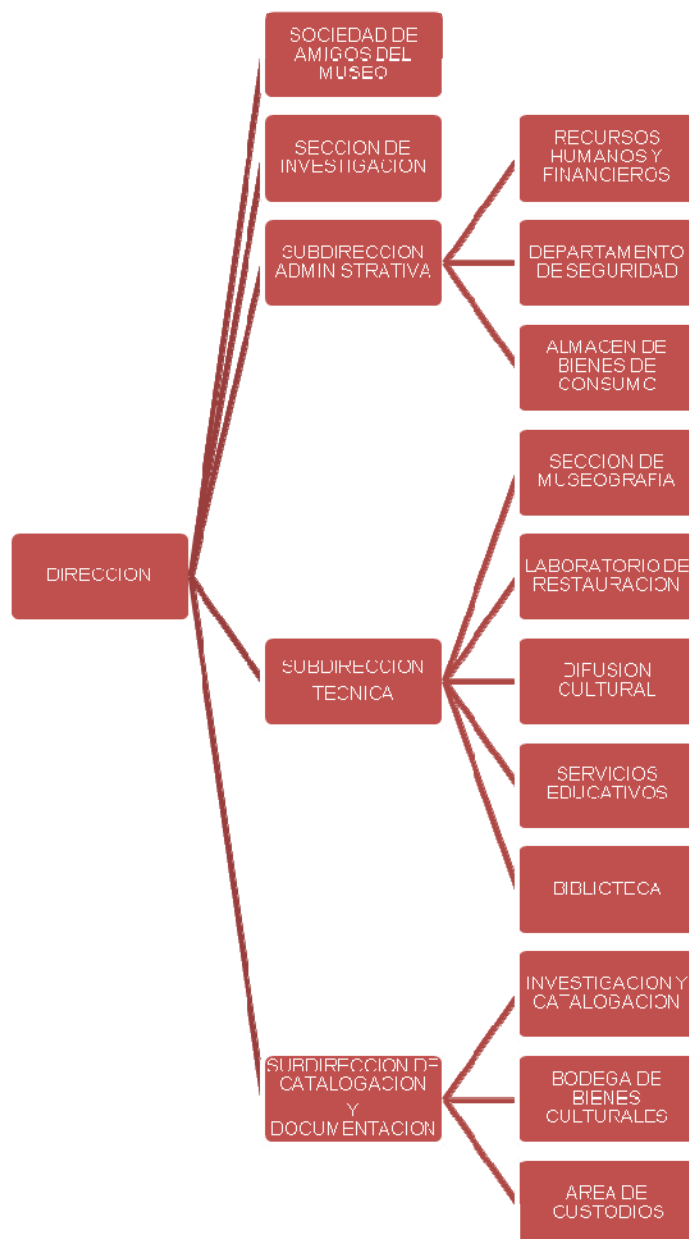 SOCIEDAD DE
AMIGOS DEL
MUSEO
SECCION DE
INVESTIGACION
SUBDIRECCION
ADMINISTRATIVA
RECURSOS
HUMANOS Y
FINANCIEROS
DEPARTAMENTO
DE SEGURIDAD
ALMACEN DE
BIENES DE
CONSUMO
DIRECCION
SUBDIRECCION
TECNICA
SECCION DE
MUSEOGRAFIA
LABORATORIO DE
RESTAURACION
DIFUSION
CULTURAL
SERVICIOS
EDUCATIVOS
BIBLIOTECA
SUBDIRECCION DE
CATALOGACION
Y
DOCUMENTACION
INVESTIGACION Y
CATALOGACION
BODEGA DE
BIENES
CULTURALES
AREA DE
CUSTODIOS